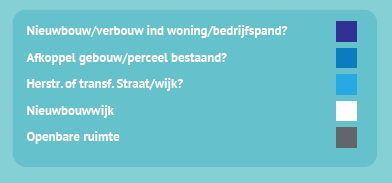 Nieuwbouw/verbouw ind woning/bedrijfspand?
Afkoppel gebouw/perceel bestaand?
Herstr. of transf. Straat/wijk?
Nieuwbouwwijk
Openbare ruimte